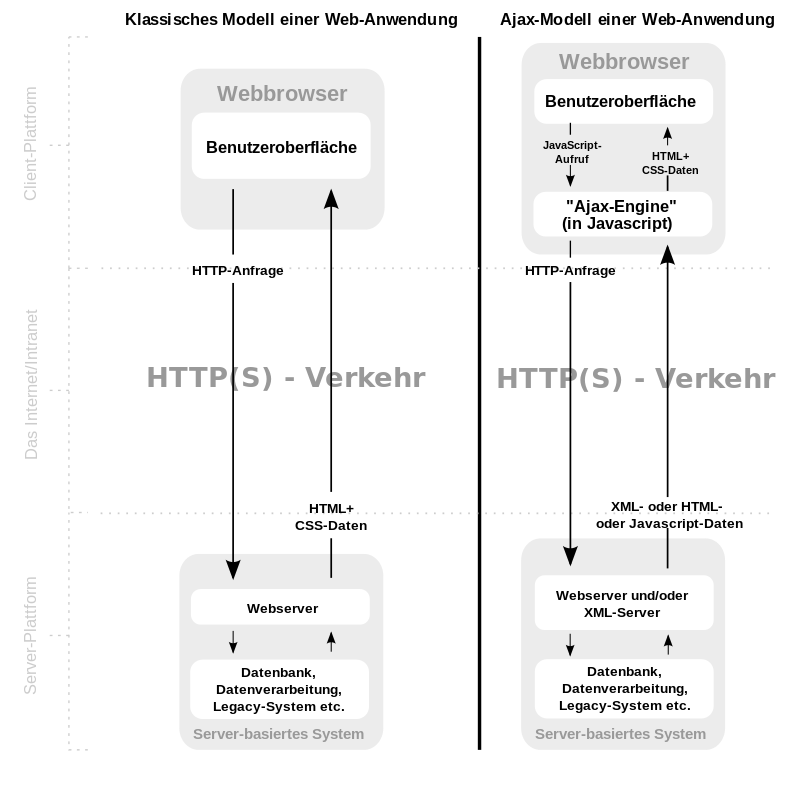 Klassisches Modell einer Web-Anwendung
Ajax-Modell einer Web-Anwendung
Client-Plattform
Das Internet/Intranet
Server-Plattform
Webbrowser
Benutzeroberfläche
HTTP-Anfrage
HTTP(S) - Verkehr
HTML+
CSS-Daten
Webserver
Datenbank,
Datenverarbeitung,
Legacy-System etc.
Server-basiertes System
Webbrowser
Benutzeroberfläche
JavaScript-
Aufruf
HTML+
CSS-Daten
"Ajax-Engine"
(in Javascript)
HTTP-Anfrage
HTTP(S) - Verkehr
XML- oder HTML-
oder Javascript-Daten
Webserver und/oder
XML-Server
Datenbank,
Datenverarbeitung,
Legacy-System etc.
Server-basiertes System